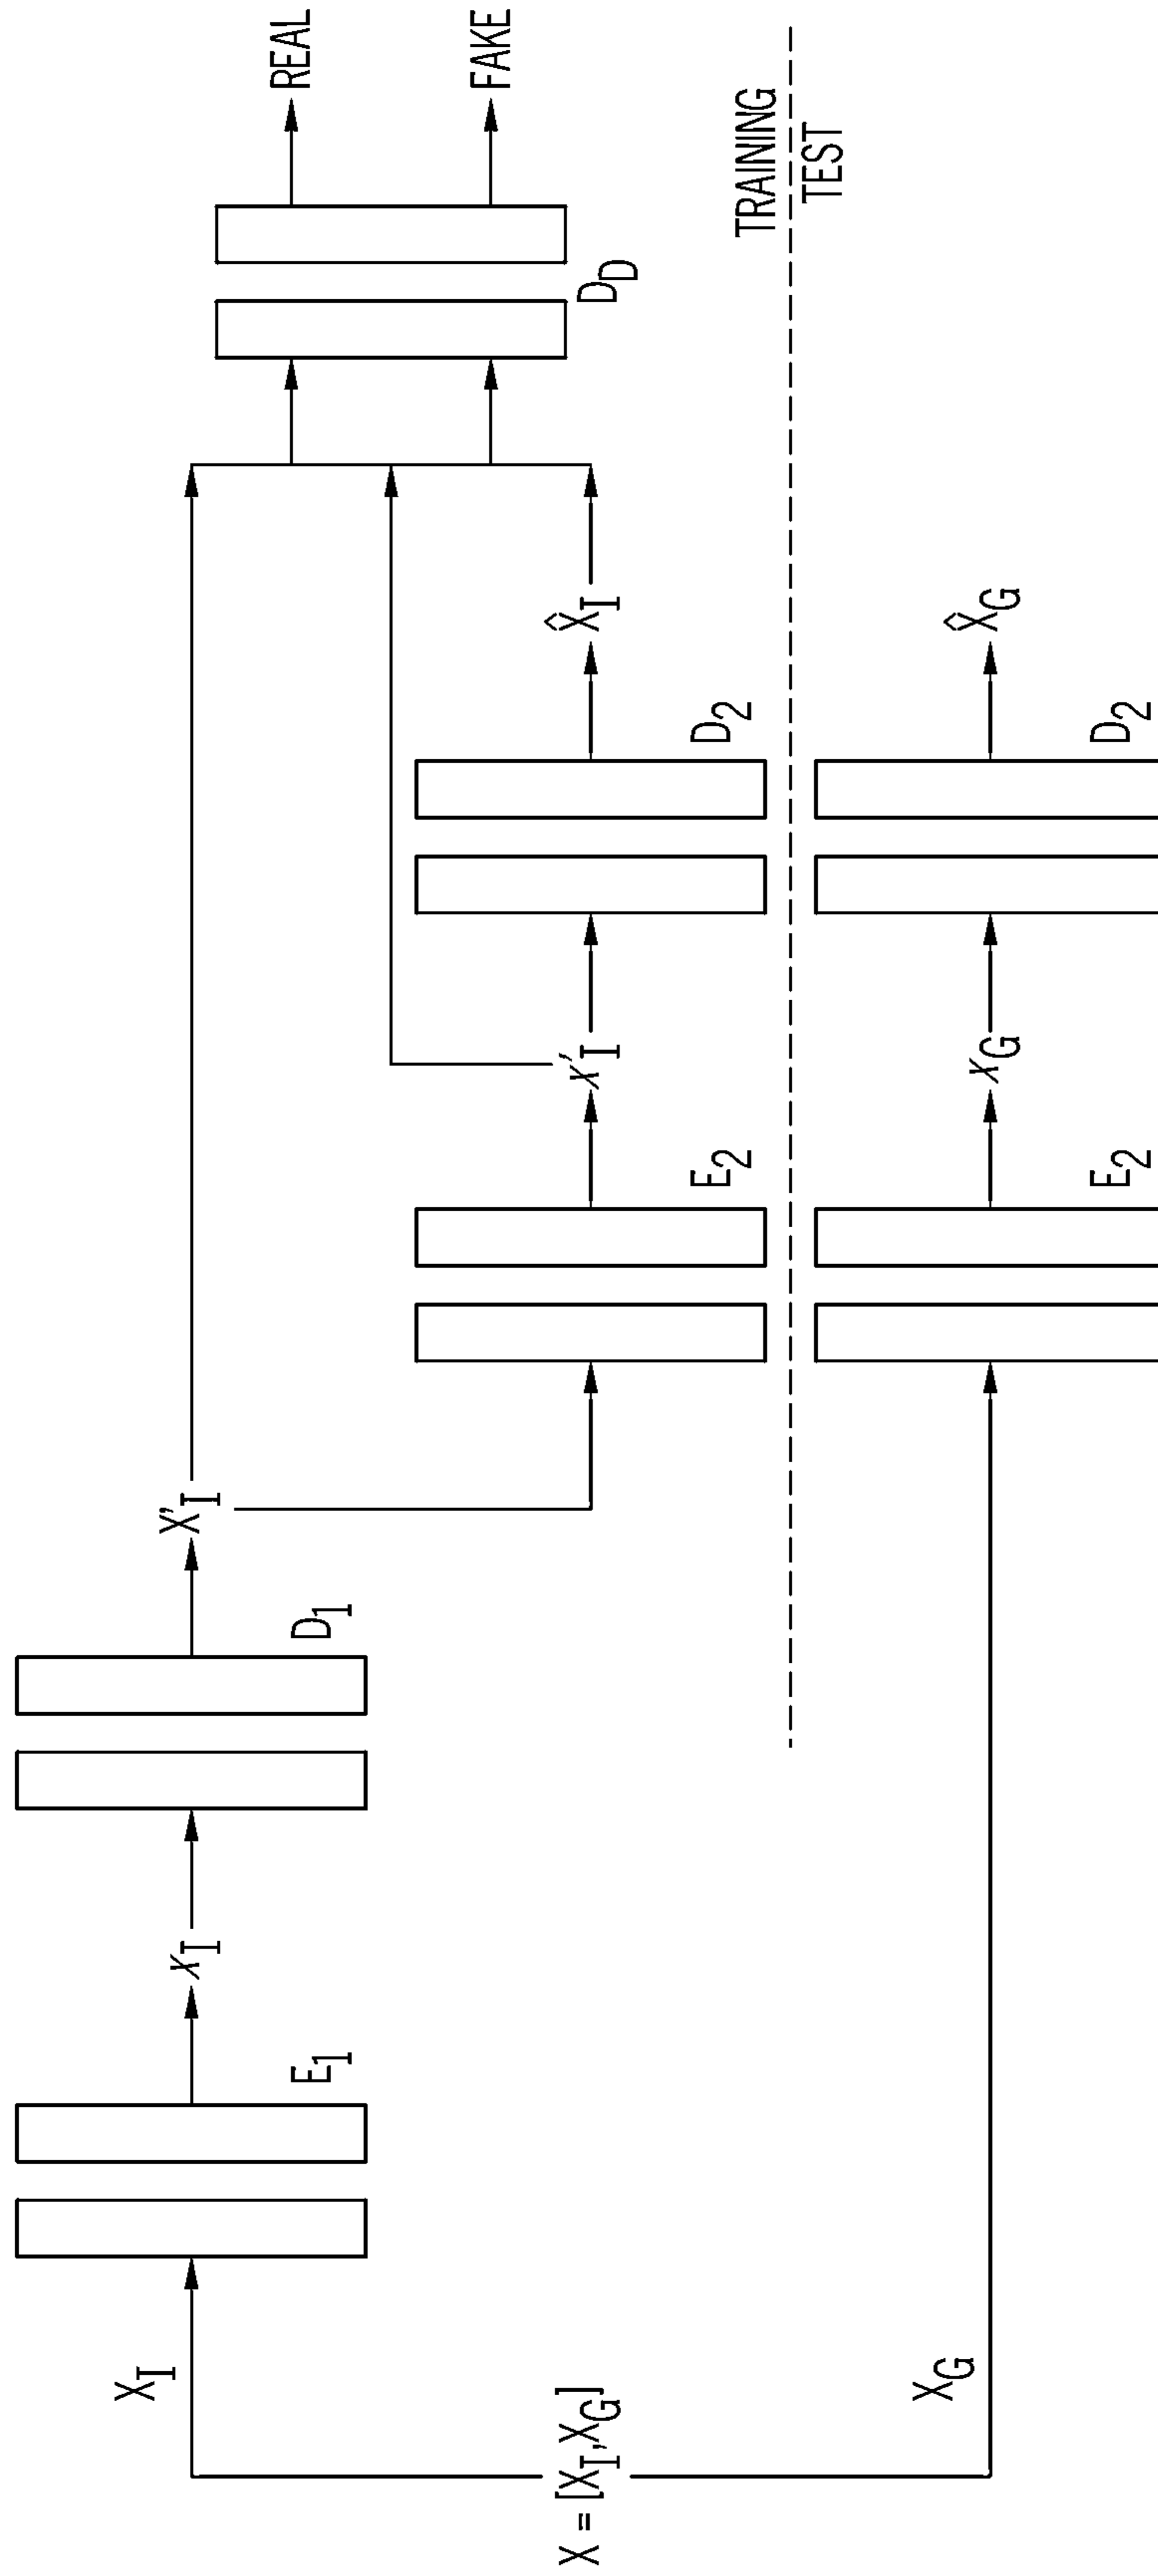 X = [X_I, X_G]
X_I
E_1
x_I
D_1
X'_I
E_2
x'_I
D_2
X̂_I
D_D
REAL
FAKE
TRAINING
TEST
X_G
E_2
x_G
D_2
X̂_G